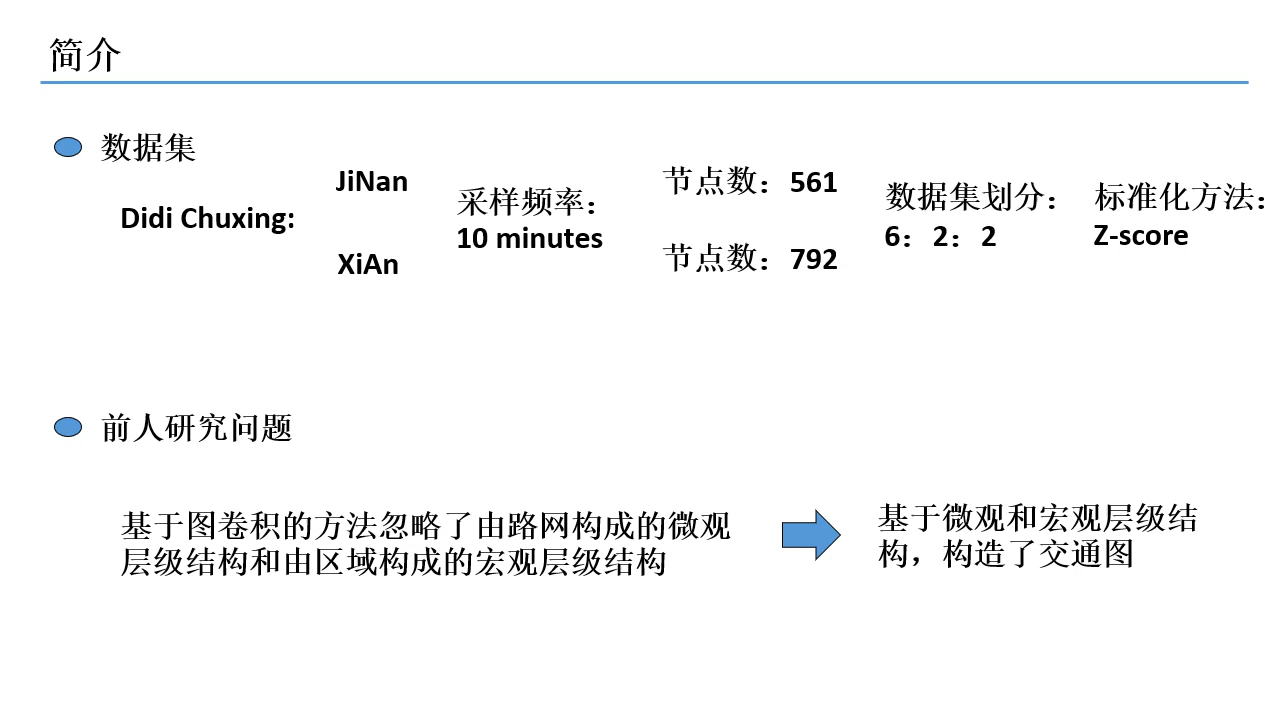 简介
数据集
Didi Chuxing:
JiNan
XiAn
采样频率：
10 minutes
节点数：561
节点数：792
数据集划分：
6：2：2
标准化方法：
Z-score
前人研究问题
基于图卷积的方法忽略了由路网构成的微观
层级结构和由区域构成的宏观层级结构
基于微观和宏观层级结
构，构造了交通图